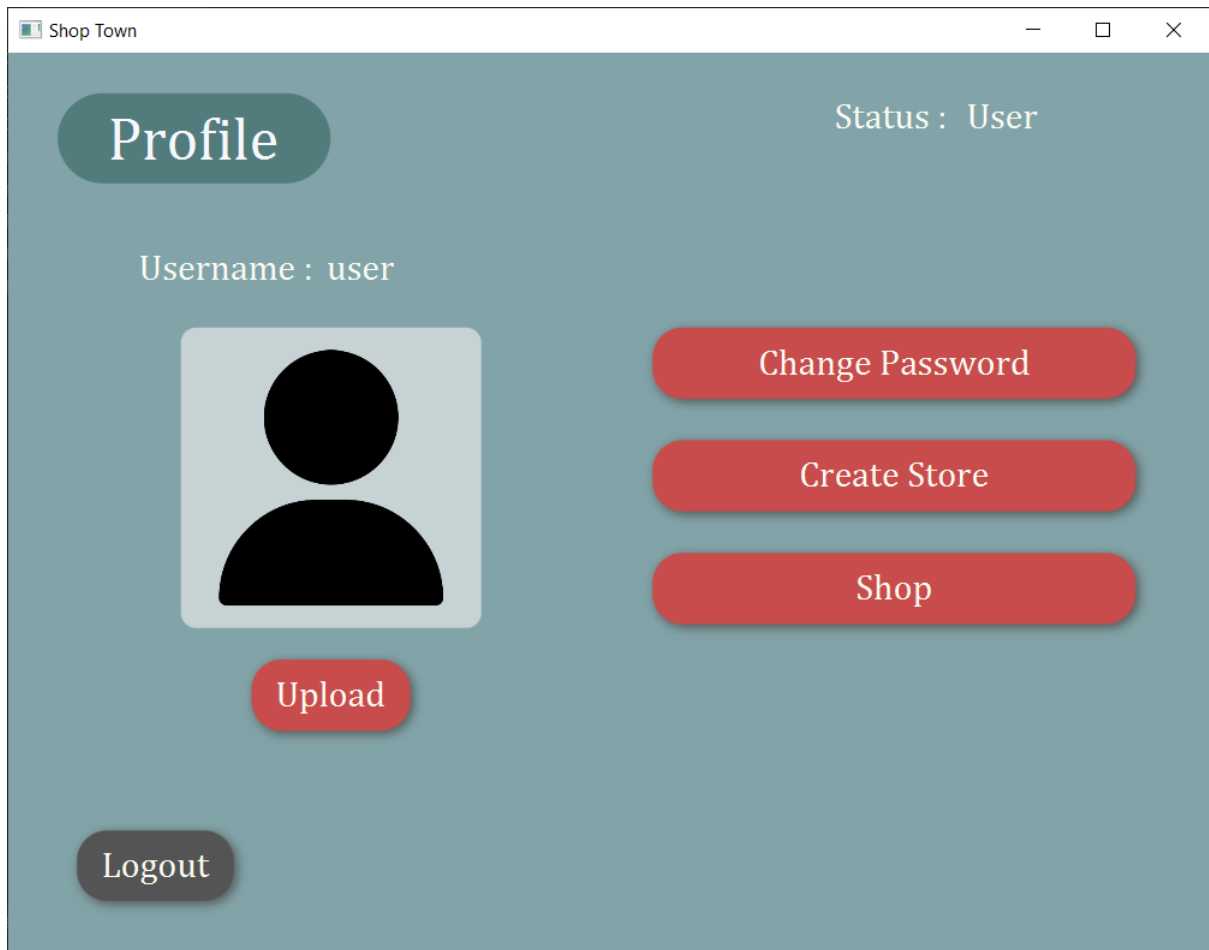 Shop Town
Profile
Status : User
Username : user
Change Password
Create Store
Shop
Upload
Logout